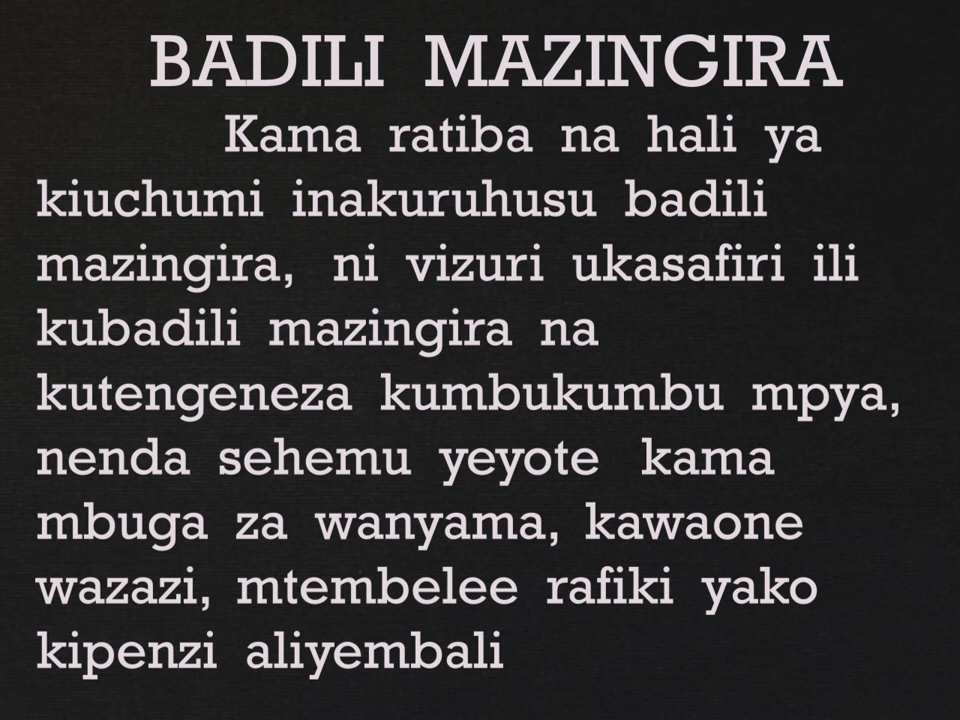 BADILI MAZINGIRA
Kama ratiba na hali ya
kiuchumi inakuruhusu badili
mazingira, ni vizuri ukasafiri ili
kubadili mazingira na
kutengeneza kumbukumbu mpya,
nenda sehemu yeyote kama
mbuga za wanyama, kawaone
wazazi, mtembelee rafiki yako
kipenzi aliyembali